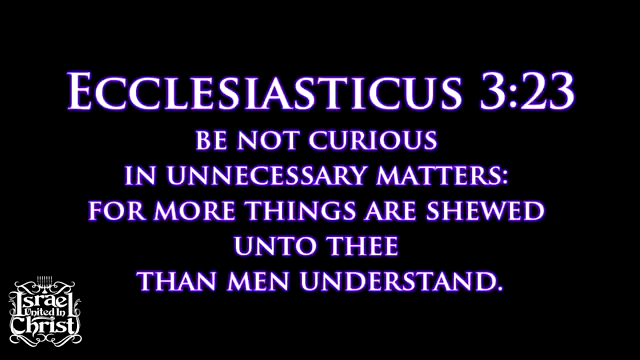 Ecclesiasticus 3:23
be not curious
in unnecessary matters:
for more things are shewed
unto thee
than men understand.
Israel
United In
Christ